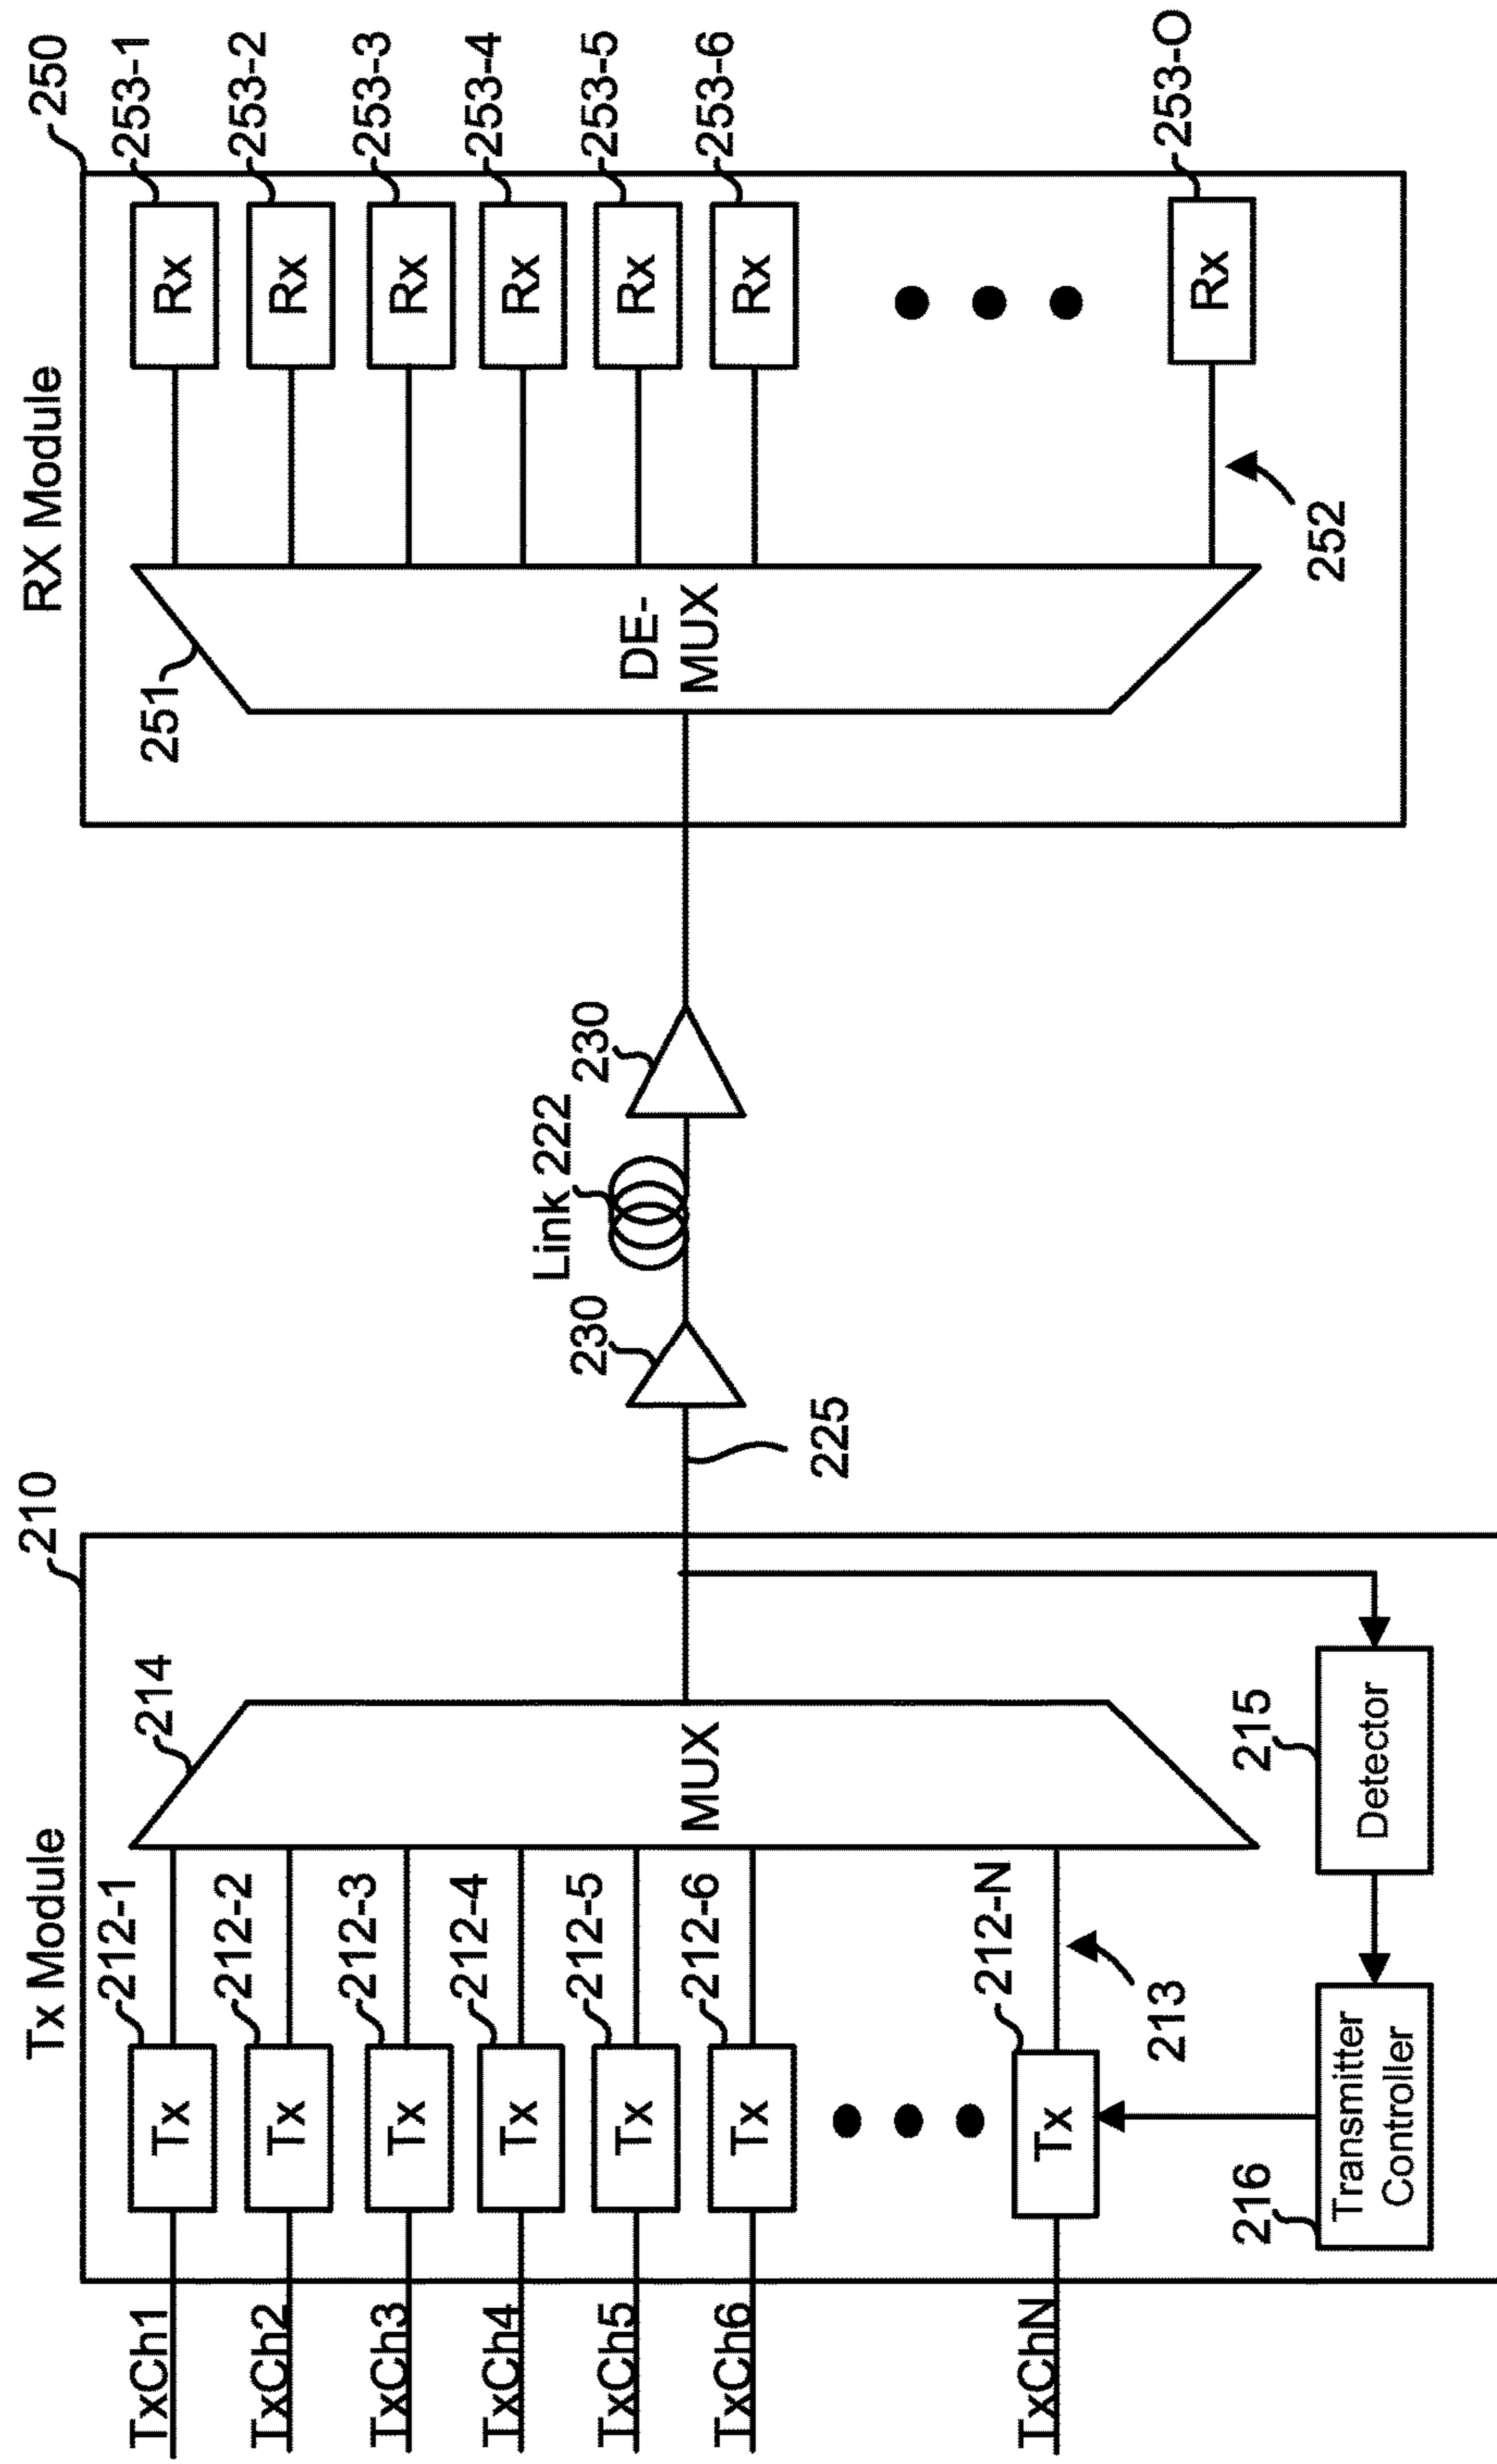 Tx Module
210
TxCh1
Tx
212-1
TxCh2
Tx
212-2
TxCh3
Tx
212-3
TxCh4
Tx
212-4
TxCh5
Tx
212-5
TxCh6
Tx
212-6
TxChN
Tx
212-N
213
214
MUX
216
Transmitter
Controller
215
Detector
225
230
Link 222
230
RX Module
250
251
DE-
MUX
252
Rx
253-1
Rx
253-2
Rx
253-3
Rx
253-4
Rx
253-5
Rx
253-6
Rx
253-O